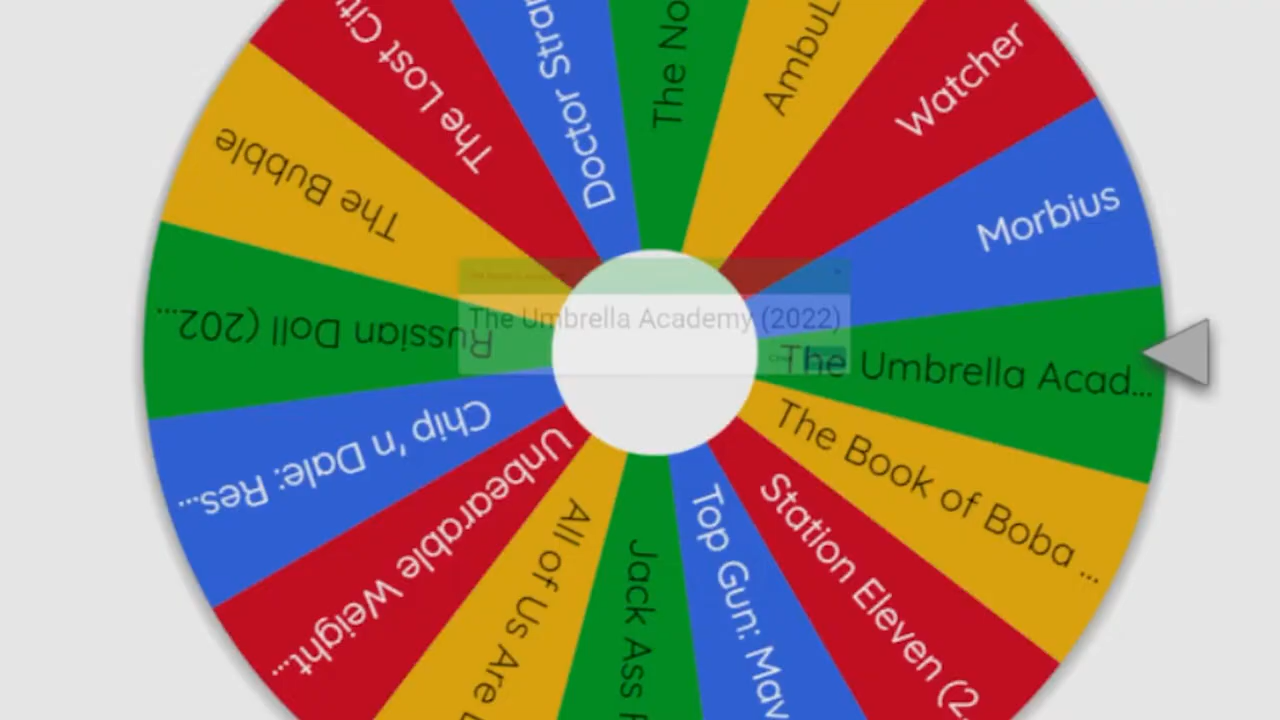 The Lost Cit
Doctor Stran
The No
Ambul
Watcher
Morbius
The Umbrella Acad...
The Book of Boba ...
Station Eleven (2
Top Gun: Mav
Jack Ass F
All of Us Are
Unbearable Weight...
Chip 'n Dale: Res...
Russian Doll (202...
The Bubble
The Umbrella Academy (2022)